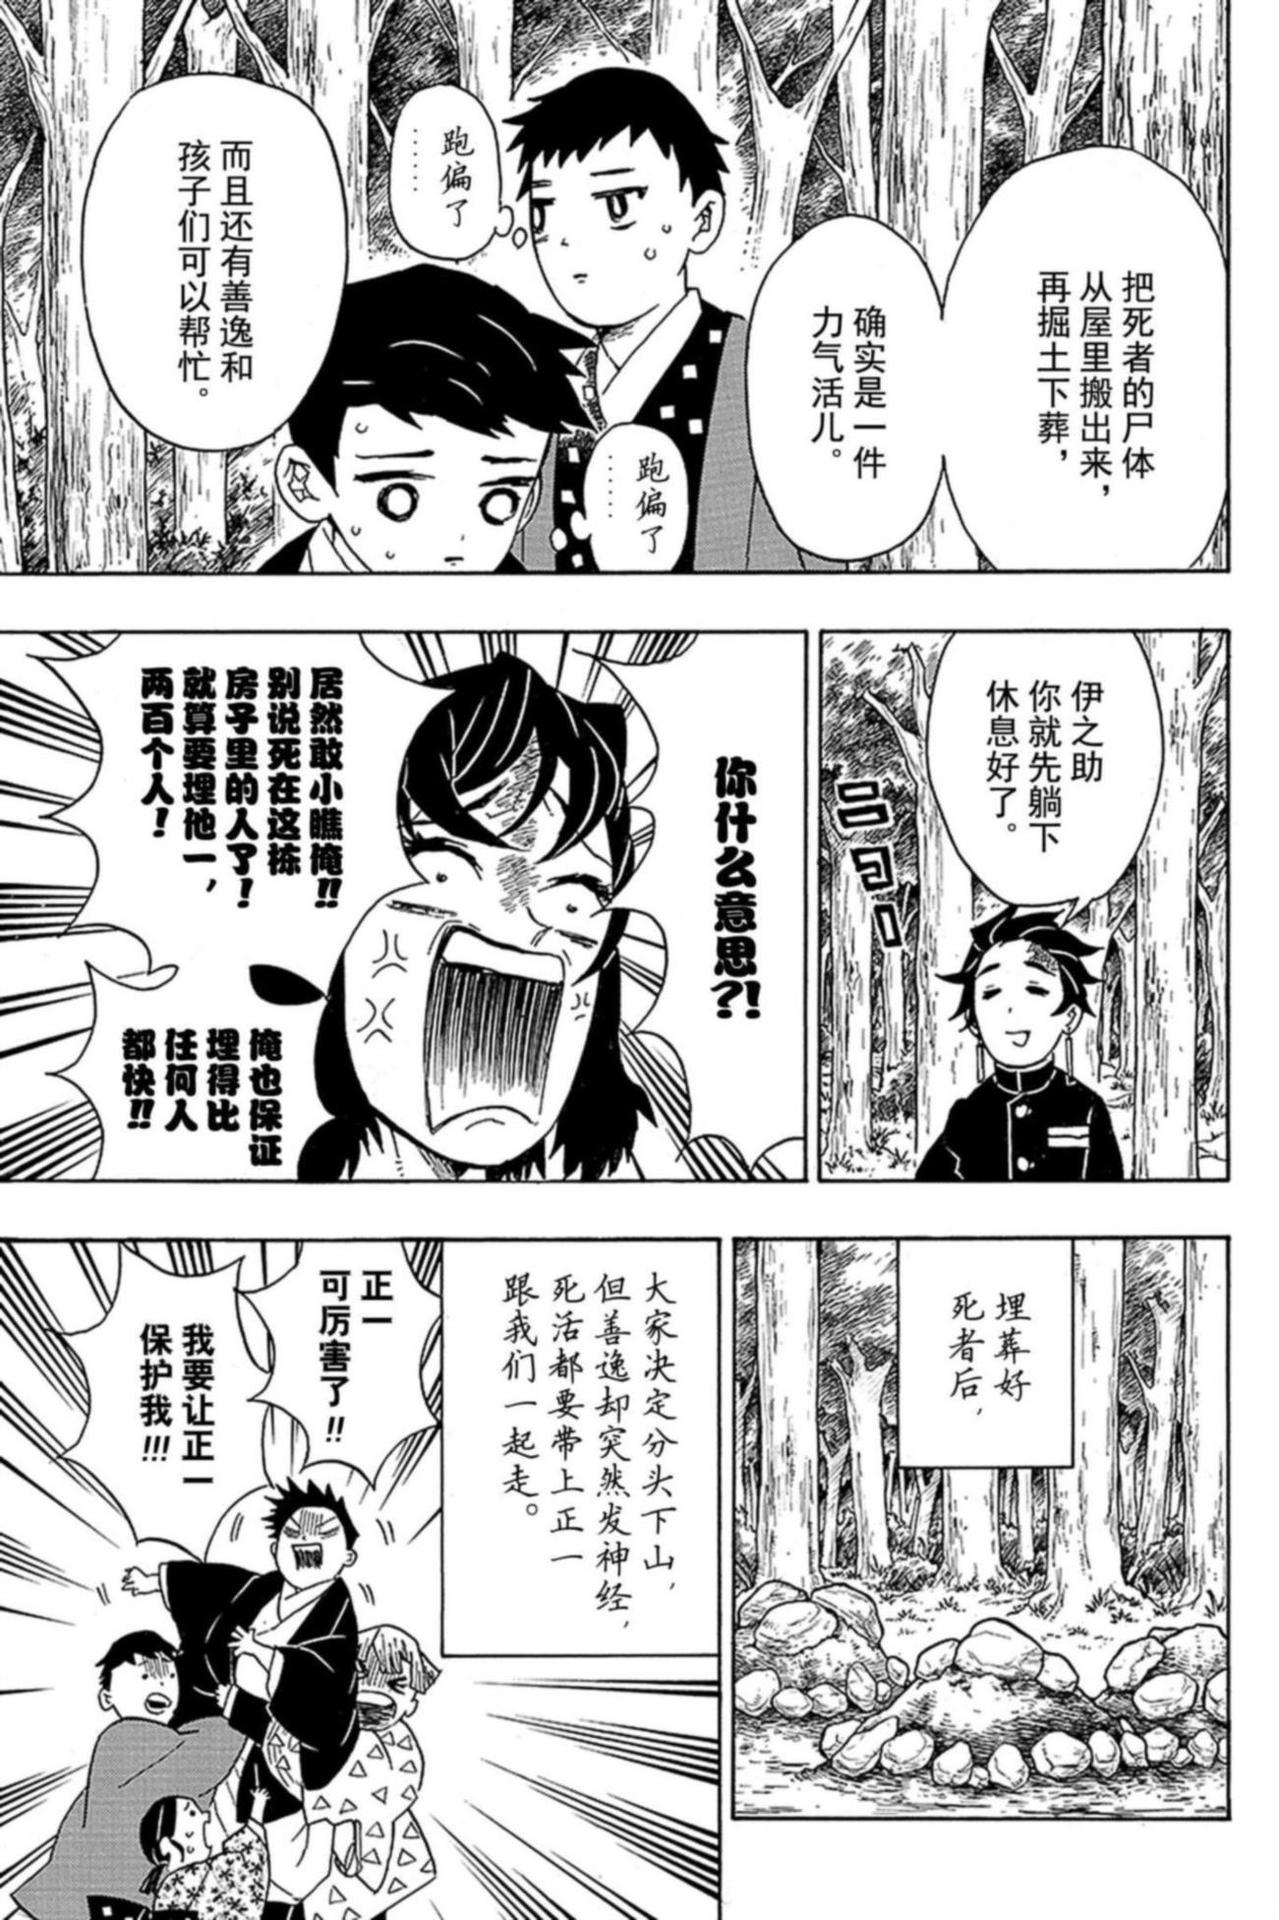 把死者的尸体
从屋里搬出来，
再掘土下葬，
确实是一件
力气活儿。
跑偏了
……
跑偏了
……
而且还有善逸和
孩子们可以帮忙。
伊之助
你就先躺下
休息好了。
你什么意思?!
居然敢小瞧俺!!
别说死在这栋
房子里的人了!
就算要埋他一，
两百个人!
俺也保证
埋得比
任何人
都快!!
埋葬好
死者后，
大家决定分头下山，
但善逸却突然发神经，
死活都要带上正一
跟我们一起走。
正一
可厉害了!!
我要让正一
保护我!!!